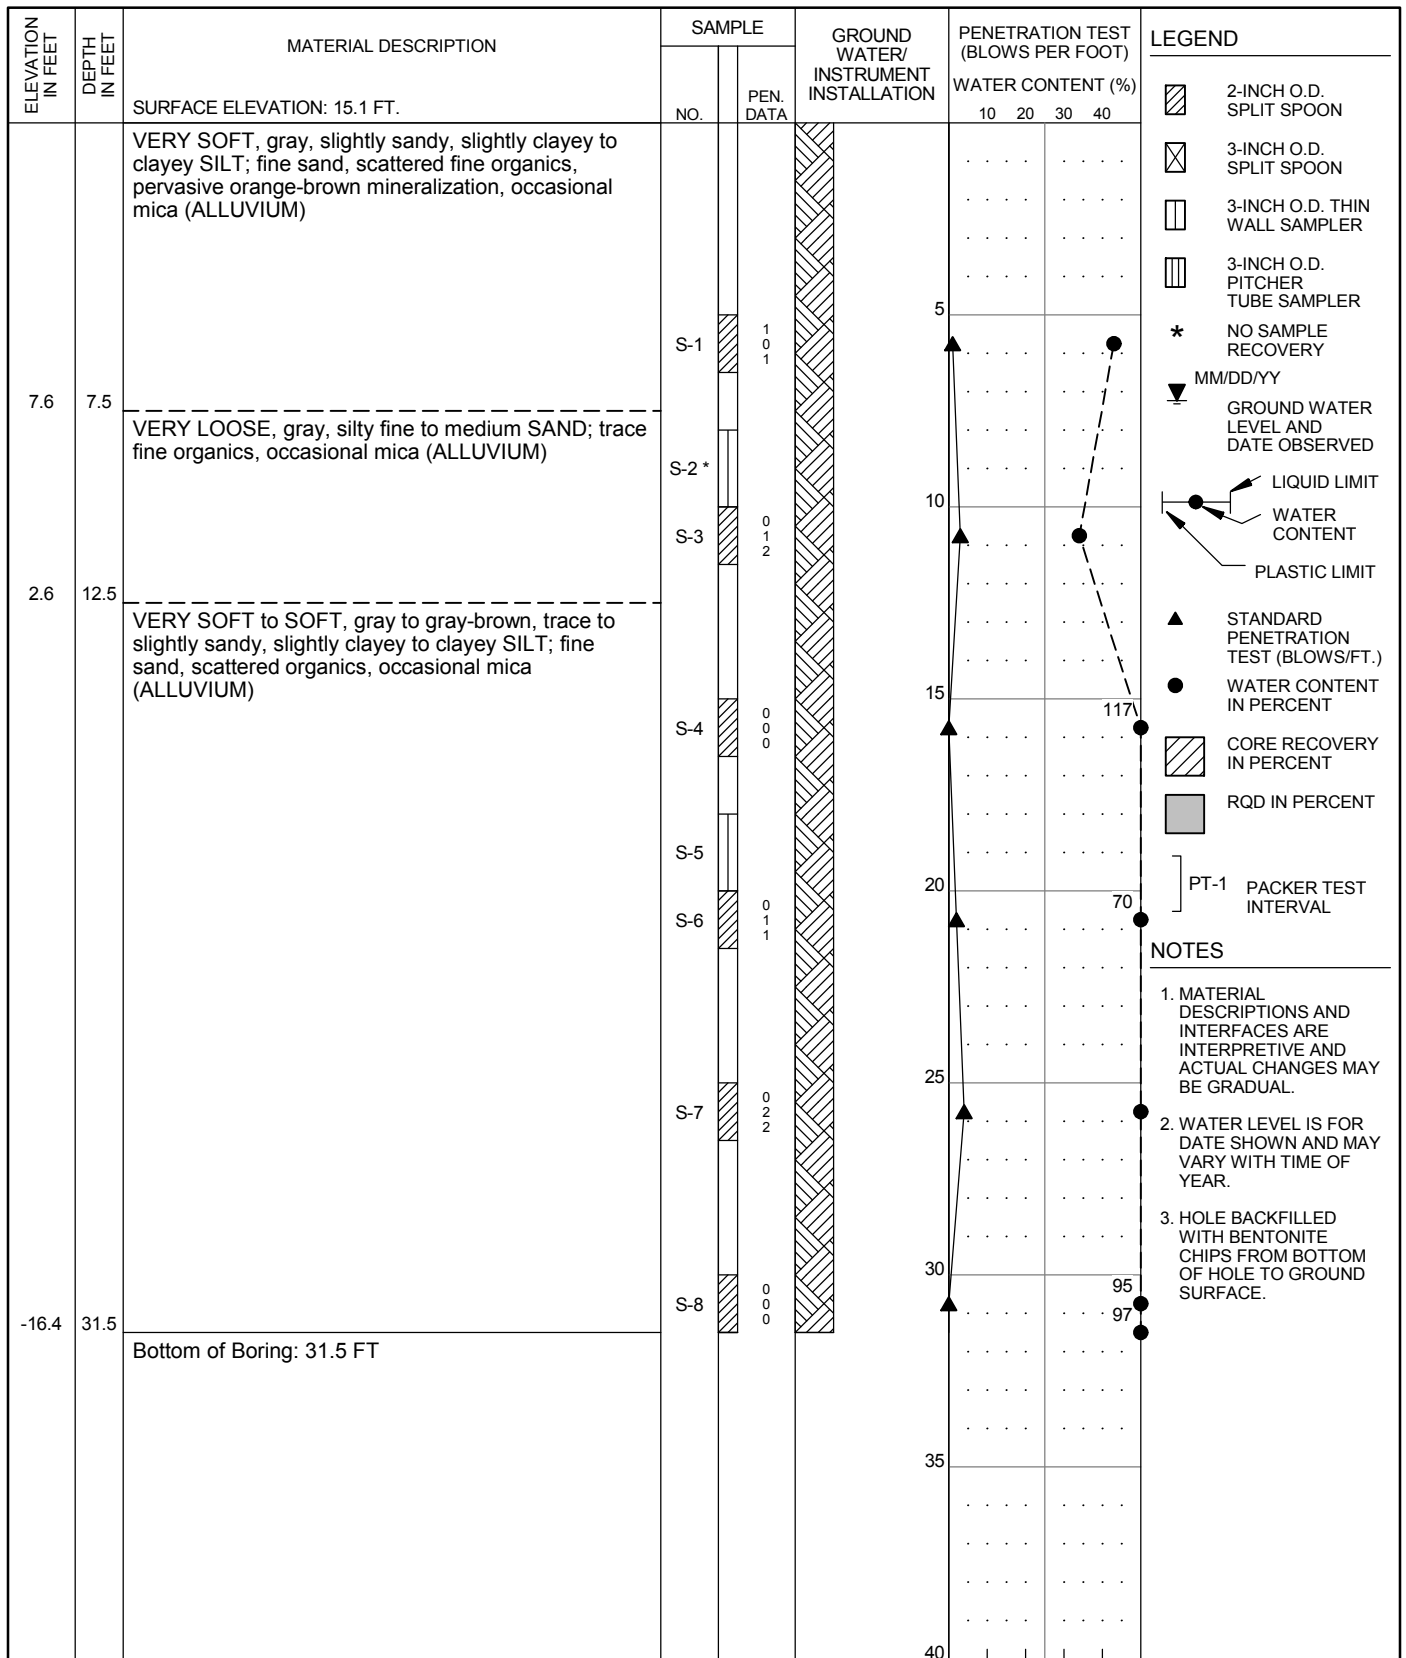 ELEVATION
IN FEET
DEPTH
IN FEET
MATERIAL DESCRIPTION
SURFACE ELEVATION: 15.1 FT.
SAMPLE
NO.
PEN.
DATA
GROUND
WATER/
INSTRUMENT
INSTALLATION
PENETRATION TEST
(BLOWS PER FOOT)
WATER CONTENT (%)
10 20 30 40
VERY SOFT, gray, slightly sandy, slightly clayey to
clayey SILT; fine sand, scattered fine organics,
pervasive orange-brown mineralization, occasional
mica (ALLUVIUM)
5
S-1
1
0
1
7.6 7.5
VERY LOOSE, gray, silty fine to medium SAND; trace
fine organics, occasional mica (ALLUVIUM)
S-2 *
10
S-3
0
1
2
2.6 12.5
VERY SOFT to SOFT, gray to gray-brown, trace to
slightly sandy, slightly clayey to clayey SILT; fine
sand, scattered organics, occasional mica
(ALLUVIUM)
15
117
S-4
0
0
0
S-5
20
70
S-6
0
1
1
25
S-7
0
2
2
30
95
S-8
0
0
0
97
-16.4 31.5
Bottom of Boring: 31.5 FT
35
40
LEGEND
2-INCH O.D.
SPLIT SPOON
3-INCH O.D.
SPLIT SPOON
3-INCH O.D. THIN
WALL SAMPLER
3-INCH O.D.
PITCHER
TUBE SAMPLER
* NO SAMPLE
RECOVERY
MM/DD/YY
GROUND WATER
LEVEL AND
DATE OBSERVED
LIQUID LIMIT
WATER
CONTENT
PLASTIC LIMIT
STANDARD
PENETRATION
TEST (BLOWS/FT.)
WATER CONTENT
IN PERCENT
CORE RECOVERY
IN PERCENT
RQD IN PERCENT
PT-1 PACKER TEST
INTERVAL
NOTES
1. MATERIAL
DESCRIPTIONS AND
INTERFACES ARE
INTERPRETIVE AND
ACTUAL CHANGES MAY
BE GRADUAL.
2. WATER LEVEL IS FOR
DATE SHOWN AND MAY
VARY WITH TIME OF
YEAR.
3. HOLE BACKFILLED
WITH BENTONITE
CHIPS FROM BOTTOM
OF HOLE TO GROUND
SURFACE.